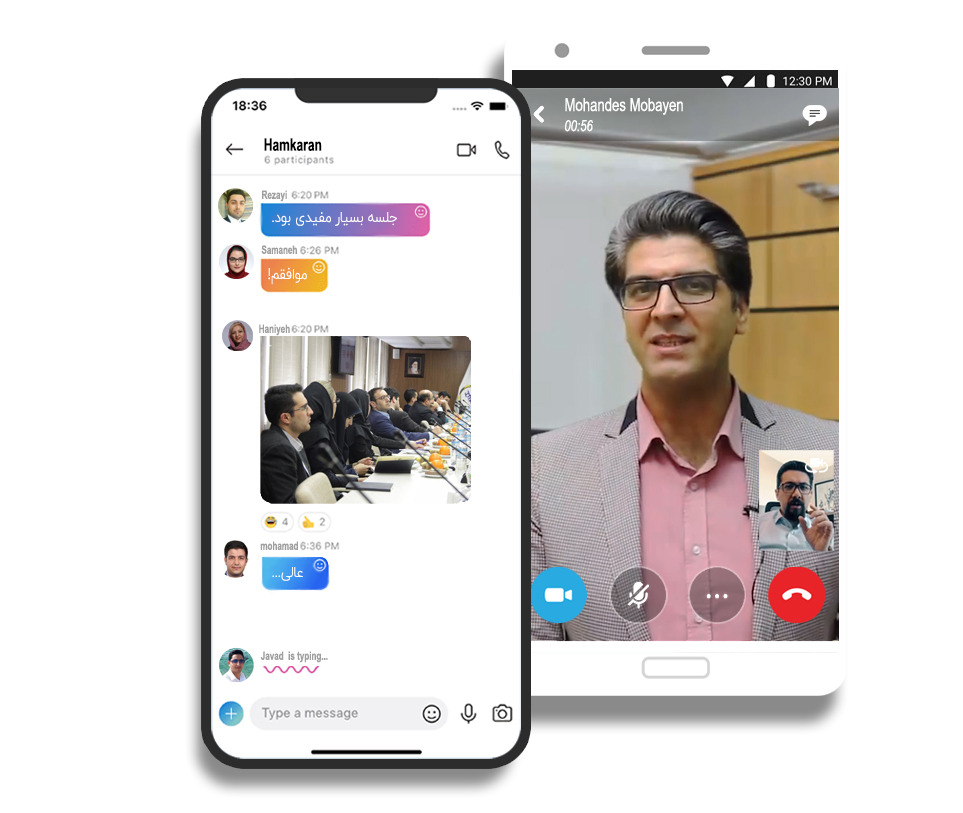 18:36
Hamkaran
6 participants
Rezayi 6:20 PM
جلسه بسیار مفیدی بود.
Samaneh 6:26 PM
موافقم!
Haniyeh 6:20 PM
4
2
mohamad 6:36 PM
عالی...
Javad is typing...
Type a message
12:30 PM
Mohandes Mobayen
00:56